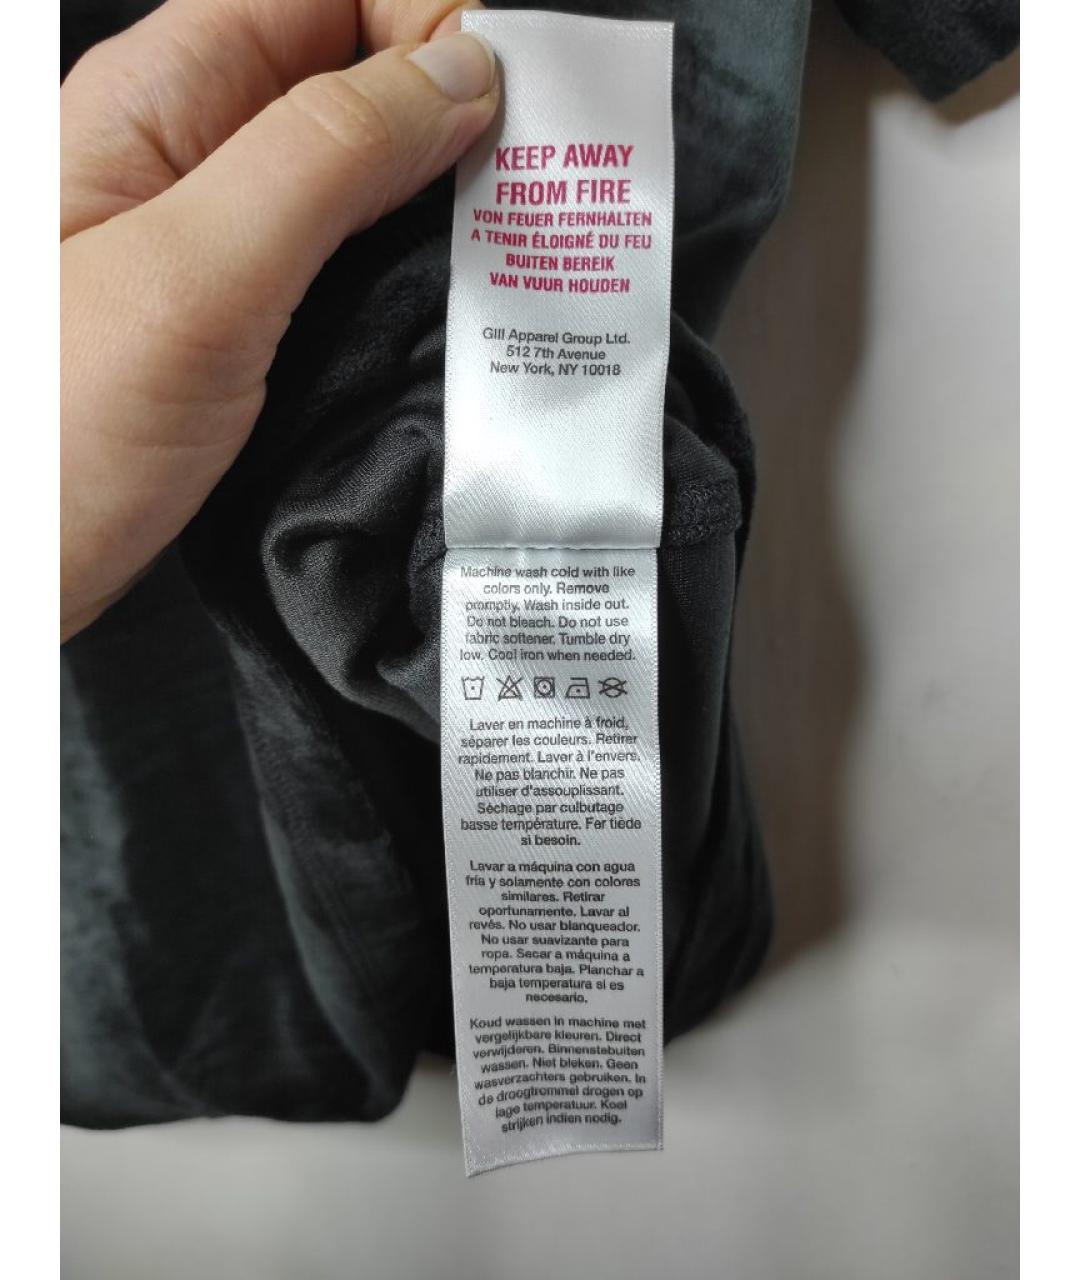 KEEP AWAY
FROM FIRE
VON FEUER FERNHALTEN
A TENIR ÉLOIGNÉ DU FEU
BUITEN BEREIK
VAN VUUR HOUDEN
GIII Apparel Group Ltd.
512 7th Avenue
New York, NY 10018
Machine wash cold with like
colors only. Remove
promptly. Wash inside out.
Do not bleach. Do not use
fabric softener. Tumble dry
low. Cool iron when needed.
Laver en machine à froid,
séparer les couleurs. Retirer
rapidement. Laver à l'envers.
Ne pas blanchir. Ne pas
utiliser d'assouplissant.
Séchage par culbutage
basse température. Fer tiède
si besoin.
Lavar a máquina con agua
fría y solamente con colores
similares. Retirar
oportunamente. Lavar al
revés. No usar blanqueador.
No usar suavizante para
ropa. Secar a máquina a
temperatura baja. Planchar a
baja temperatura si es
necesario.
Koud wassen in machine met
vergelijkbare kleuren. Direct
verwijderen. Binnenstebuiten
wassen. Niet bleken. Geen
wasverzachters gebruiken. In
de droogtrommel drogen op
lage temperatuur. Koel
strijken indien nodig.